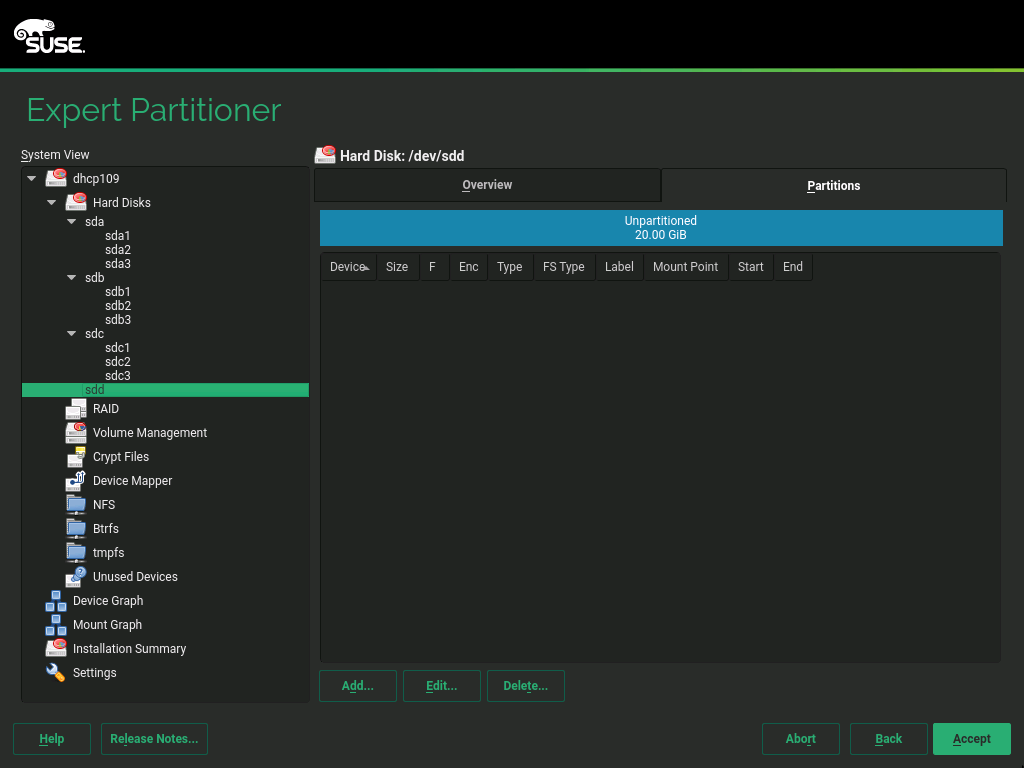 SUSE.
Expert Partitioner
System View
dhcp109
Hard Disks
sda
sda1
sda2
sda3
sdb
sdb1
sdb2
sdb3
sdc
sdc1
sdc2
sdc3
sdd
RAID
Volume Management
Crypt Files
Device Mapper
NFS
Btrfs
tmpfs
Unused Devices
Device Graph
Mount Graph
Installation Summary
Settings
Hard Disk: /dev/sdd
Overview Partitions
Unpartitioned
20.00 GiB
Device Size F Enc Type FS Type Label Mount Point Start End
Add... Edit... Delete...
Help Release Notes... Abort Back Accept